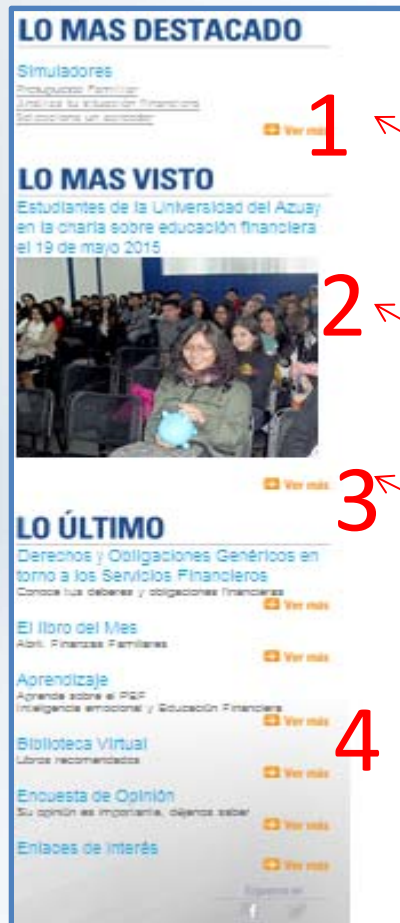 LO MAS DESTACADO
Simuladores
Presupuesto Familiar
Analiza tu situación financiera
Selecciona un acreedor
Ver más
1
LO MAS VISTO
Estudiantes de la Universidad del Azuay
en la charla sobre educación financiera
el 19 de mayo 2015
2
Ver más
3
LO ÚLTIMO
Derechos y Obligaciones Genéricos en
torno a los Servicios Financieros
Conoce tus deberes y obligaciones financieras
Ver más
El libro del Mes
Abril: Finanzas Familiares
Ver más
Aprendizaje
Aprende sobre el PEF
Inteligencia emocional y Educación Financiera
Ver más
4
Biblioteca Virtual
Libros recomendados
Ver más
Encuesta de Opinión
Su opinión es importante, déjenos saber
Ver más
Enlaces de Interés
Ver más
Síguenos en